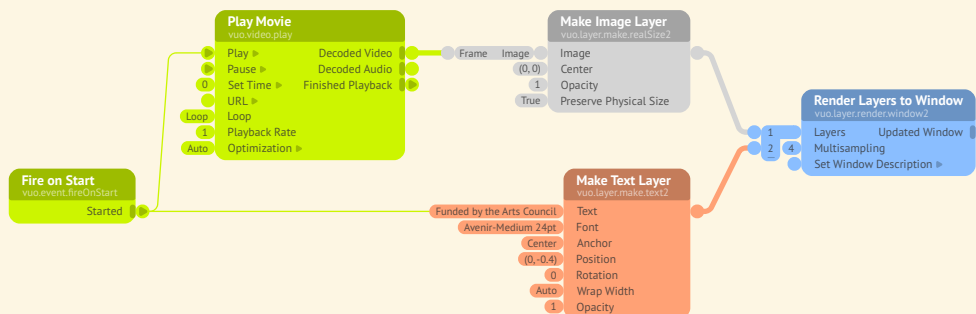 Play Movie
vuo.video.play
Play
Pause
0 Set Time
URL
Loop Loop
1 Playback Rate
Auto Optimization
Decoded Video
Decoded Audio
Finished Playback
Frame Image
Make Image Layer
vuo.layer.make.realSize2
Image
(0, 0) Center
1 Opacity
True Preserve Physical Size
Render Layers to Window
vuo.layer.render.window2
1 Layers Updated Window
2 4 Multisampling
Set Window Description
Fire on Start
vuo.event.fireOnStart
Started
Make Text Layer
vuo.layer.make.text2
Funded by the Arts Council Text
Avenir-Medium 24pt Font
Center Anchor
(0, -0.4) Position
0 Rotation
Auto Wrap Width
1 Opacity